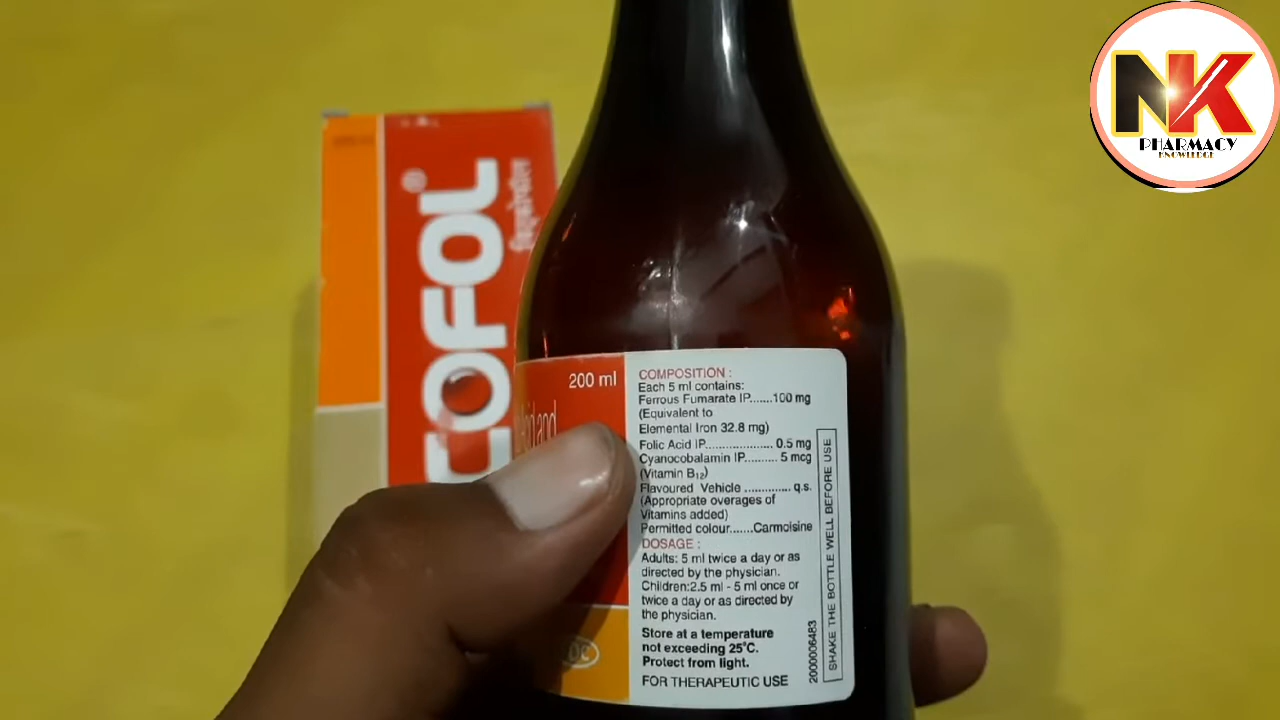 NK
PHARMACY
KNOWLEDGE
COFOL®
200 ml
COMPOSITION :
Each 5 ml contains:
Ferrous Fumarate IP.......100 mg
(Equivalent to
Elemental Iron 32.8 mg)
Folic Acid IP................... 0.5 mg
Cyanocobalamin IP.......... 5 mcg
(Vitamin B₁₂)
Flavoured Vehicle ............. q.s.
(Appropriate overages of
Vitamins added)
Permitted colour.......Carmoisine
DOSAGE :
Adults: 5 ml twice a day or as
directed by the physician.
Children:2.5 ml - 5 ml once or
twice a day or as directed by
the physician.
Store at a temperature
not exceeding 25°C.
Protect from light.
FOR THERAPEUTIC USE
2000006483
SHAKE THE BOTTLE WELL BEFORE USE